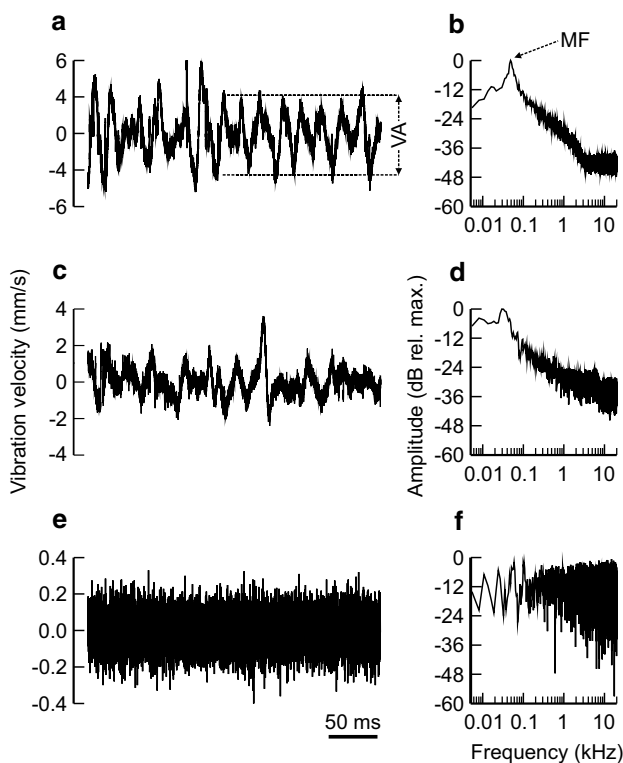 a
b
6
4
0
-4
6
VA
MF
0
-12
-24
-36
-48
-60
0.01 0.1 1 10
c
d
Vibration velocity (mm/s)
4
2
0
-2
4
Amplitude (dB rel. max.)
0
-12
-24
-36
-48
-60
0.01 0.1 1 10
e
f
0.4
0.2
0.0
-0.2
-0.4
50 ms
0
-12
-24
-36
-48
-60
0.01 0.1 1 10
Frequency (kHz)